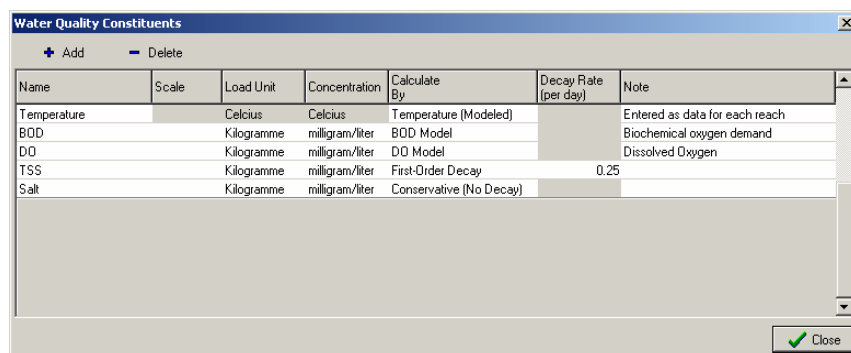 Water Quality Constituents
Add Delete
Name Scale Load Unit Concentration Calculate By Decay Rate (per day) Note
Temperature Celcius Celcius Temperature (Modeled) Entered as data for each reach
BOD Kilogramme milligram/liter BOD Model Biochemical oxygen demand
DO Kilogramme milligram/liter DO Model Dissolved Oxygen
TSS Kilogramme milligram/liter First-Order Decay 0.25
Salt Kilogramme milligram/liter Conservative (No Decay)
Close